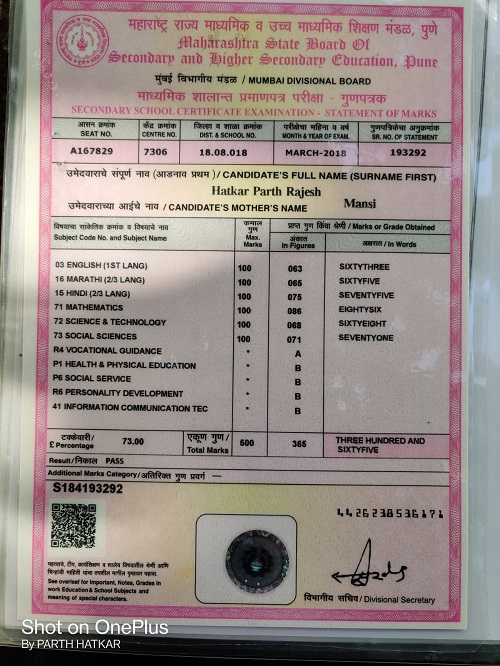 महाराष्ट्र राज्य माध्यमिक व उच्च माध्यमिक शिक्षण मंडळ, पुणे
Maharashtra State Board Of
Secondary and Higher Secondary Education, Pune
मुंबई विभागीय मंडळ / MUMBAI DIVISIONAL BOARD
माध्यमिक शालान्त प्रमाणपत्र परीक्षा - गुणपत्रक
SECONDARY SCHOOL CERTIFICATE EXAMINATION - STATEMENT OF MARKS
आसन क्रमांक केंद्र क्रमांक जिल्हा व शाळा क्रमांक परीक्षेचा महिना व वर्ष गुणपत्रिकेचा अनुक्रमांक
SEAT NO. CENTRE NO. DIST. & SCHOOL NO. MONTH & YEAR OF EXAM. SR. NO. OF STATEMENT
A167829 7306 18.08.018 MARCH-2018 193292
उमेदवाराचे संपूर्ण नाव (आडनाव प्रथम) / CANDIDATE'S FULL NAME (SURNAME FIRST)
Hatkar Parth Rajesh
उमेदवाराच्या आईचे नाव / CANDIDATE'S MOTHER'S NAME Mansi
विषयाचा सांकेतिक क्रमांक व विषयाचे नाव कमाल गुण प्राप्त गुण किंवा श्रेणी / Marks or Grade Obtained
Subject Code No. and Subject Name Max. Marks अंकात In Figures अक्षरात / In Words
03 ENGLISH (1ST LANG) 100 063 SIXTYTHREE
16 MARATHI (2/3 LANG) 100 065 SIXTYFIVE
15 HINDI (2/3 LANG) 100 075 SEVENTYFIVE
71 MATHEMATICS 100 086 EIGHTYSIX
72 SCIENCE & TECHNOLOGY 100 068 SIXTYEIGHT
73 SOCIAL SCIENCES 100 071 SEVENTYONE
R4 VOCATIONAL GUIDANCE * A
P1 HEALTH & PHYSICAL EDUCATION * B
P6 SOCIAL SERVICE * B
R6 PERSONALITY DEVELOPMENT * B
41 INFORMATION COMMUNICATION TEC * B
टक्केवारी / £ Percentage 73.00 एकूण गुण / Total Marks 500 365 THREE HUNDRED AND
SIXTYFIVE
Result/निकाल PASS
Additional Marks Category / अतिरिक्त गुण प्रवर्ग —
S184193292
4426238536171
महत्वाचे, टीप, कार्यशिक्षण व शालेय विषयातील श्रेणी आणि
चिन्हांची माहिती यांचा तपशील मागील पृष्ठावर पहावा.
See overleaf for Important, Notes, Grades in
work Education & School Subjects and
meaning of special characters.
विभागीय सचिव / Divisional Secretary
Shot on OnePlus
By PARTH HATKAR